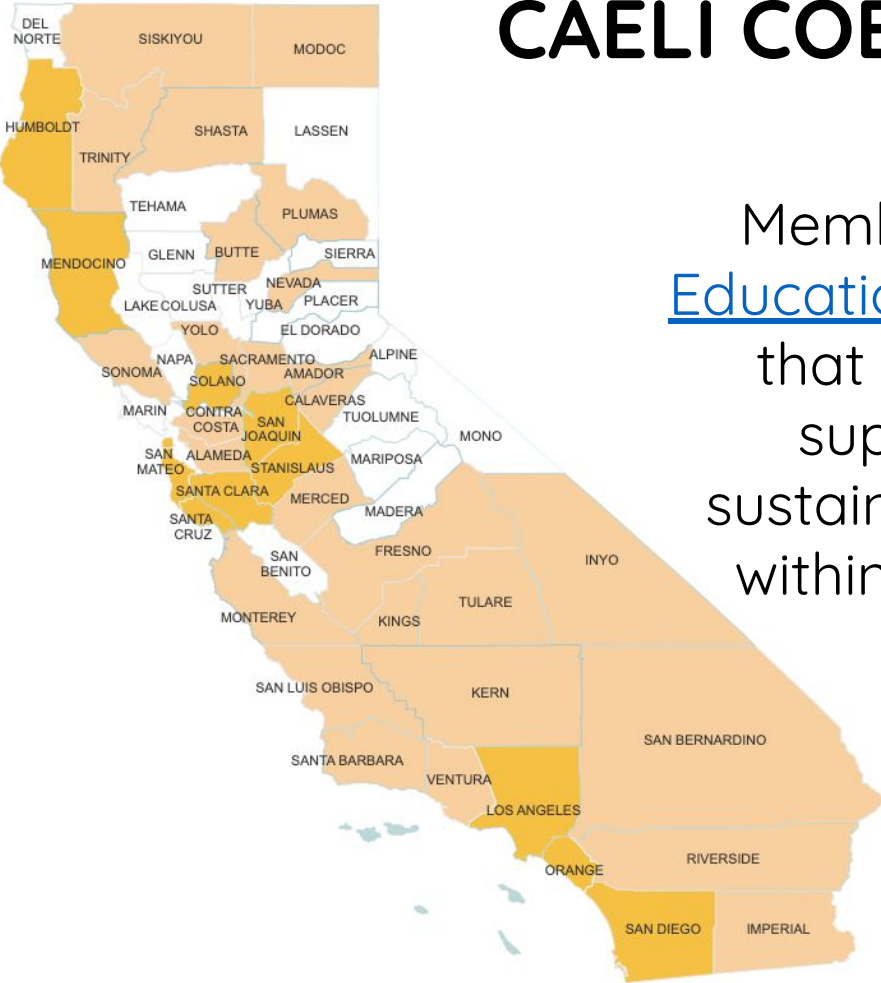 CAELI COE
DEL
NORTE
SISKIYOU
MODOC
HUMBOLDT
TRINITY
SHASTA
LASSEN
TEHAMA
PLUMAS
MENDOCINO
GLENN
BUTTE
SIERRA
SUTTER
NEVADA
LAKE
COLUSA
YUBA
PLACER
YOLO
EL DORADO
NAPA
SACRAMENTO
ALPINE
SONOMA
SOLANO
AMADOR
MARIN
CONTRA
COSTA
CALAVERAS
SAN
JOAQUIN
TUOLUMNE
MONO
SAN
MATEO
ALAMEDA
STANISLAUS
MARIPOSA
SANTA CLARA
MERCED
MADERA
SANTA
CRUZ
SAN
BENITO
FRESNO
INYO
MONTEREY
KINGS
TULARE
SAN LUIS OBISPO
KERN
SAN BERNARDINO
SANTA BARBARA
VENTURA
LOS ANGELES
ORANGE
RIVERSIDE
SAN DIEGO
IMPERIAL
Memb
Educatio
that
sup
sustain
within